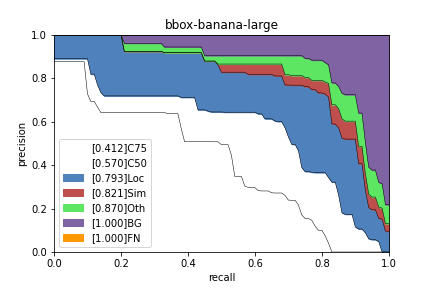 bbox-banana-large
1.0
0.8
0.6
0.4
0.2
0.0
precision
[0.412]C75
[0.570]C50
[0.793]Loc
[0.821]Sim
[0.870]Oth
[1.000]BG
[1.000]FN
0.0 0.2 0.4 0.6 0.8 1.0
recall